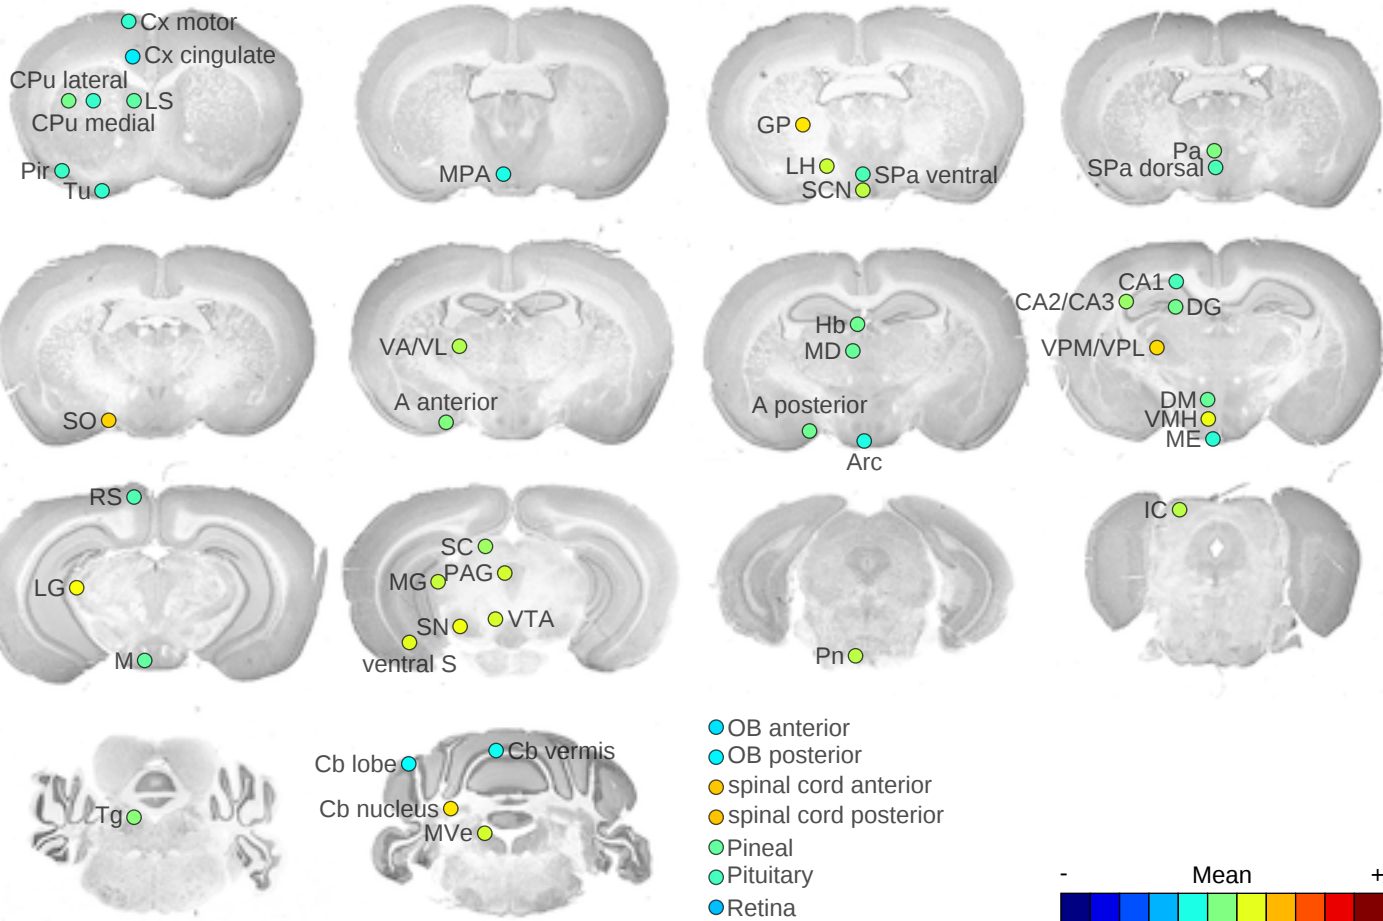 Cx motor
Cx cingulate
CPu lateral
LS
CPu medial
Pir
Tu
MPA
GP
LH
SPa ventral
SCN
Pa
SPa dorsal
SO
VA/VL
A anterior
Hb
MD
A posterior
Arc
CA1
CA2/CA3
DG
VPM/VPL
DM
VMH
ME
RS
LG
M
SC
MG
PAG
SN
VTA
ventral S
Pn
IC
Tg
Cb lobe
Cb vermis
Cb nucleus
MVe
OB anterior
OB posterior
spinal cord anterior
spinal cord posterior
Pineal
Pituitary
Retina
- Mean +